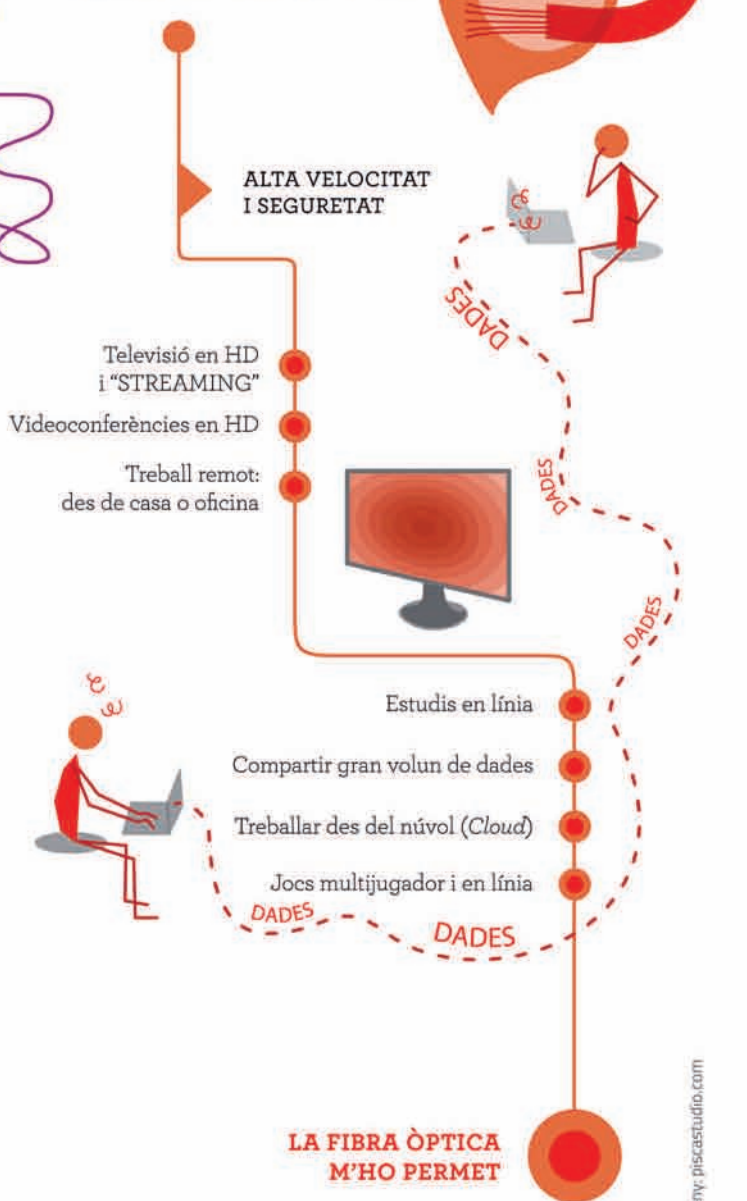 ALTA VELOCITAT
I SEGURETAT
DADES
Televisió en HD
i “STREAMING”
Videoconferències en HD
Treball remot:
des de casa o oficina
DADES
DADES
Estudis en línia
Compartir gran volun de dades
Treballar des del núvol (Cloud)
Jocs multijugador i en línia
DADES
DADES
LA FIBRA ÒPTICA
M’HO PERMET
piscastudio.com